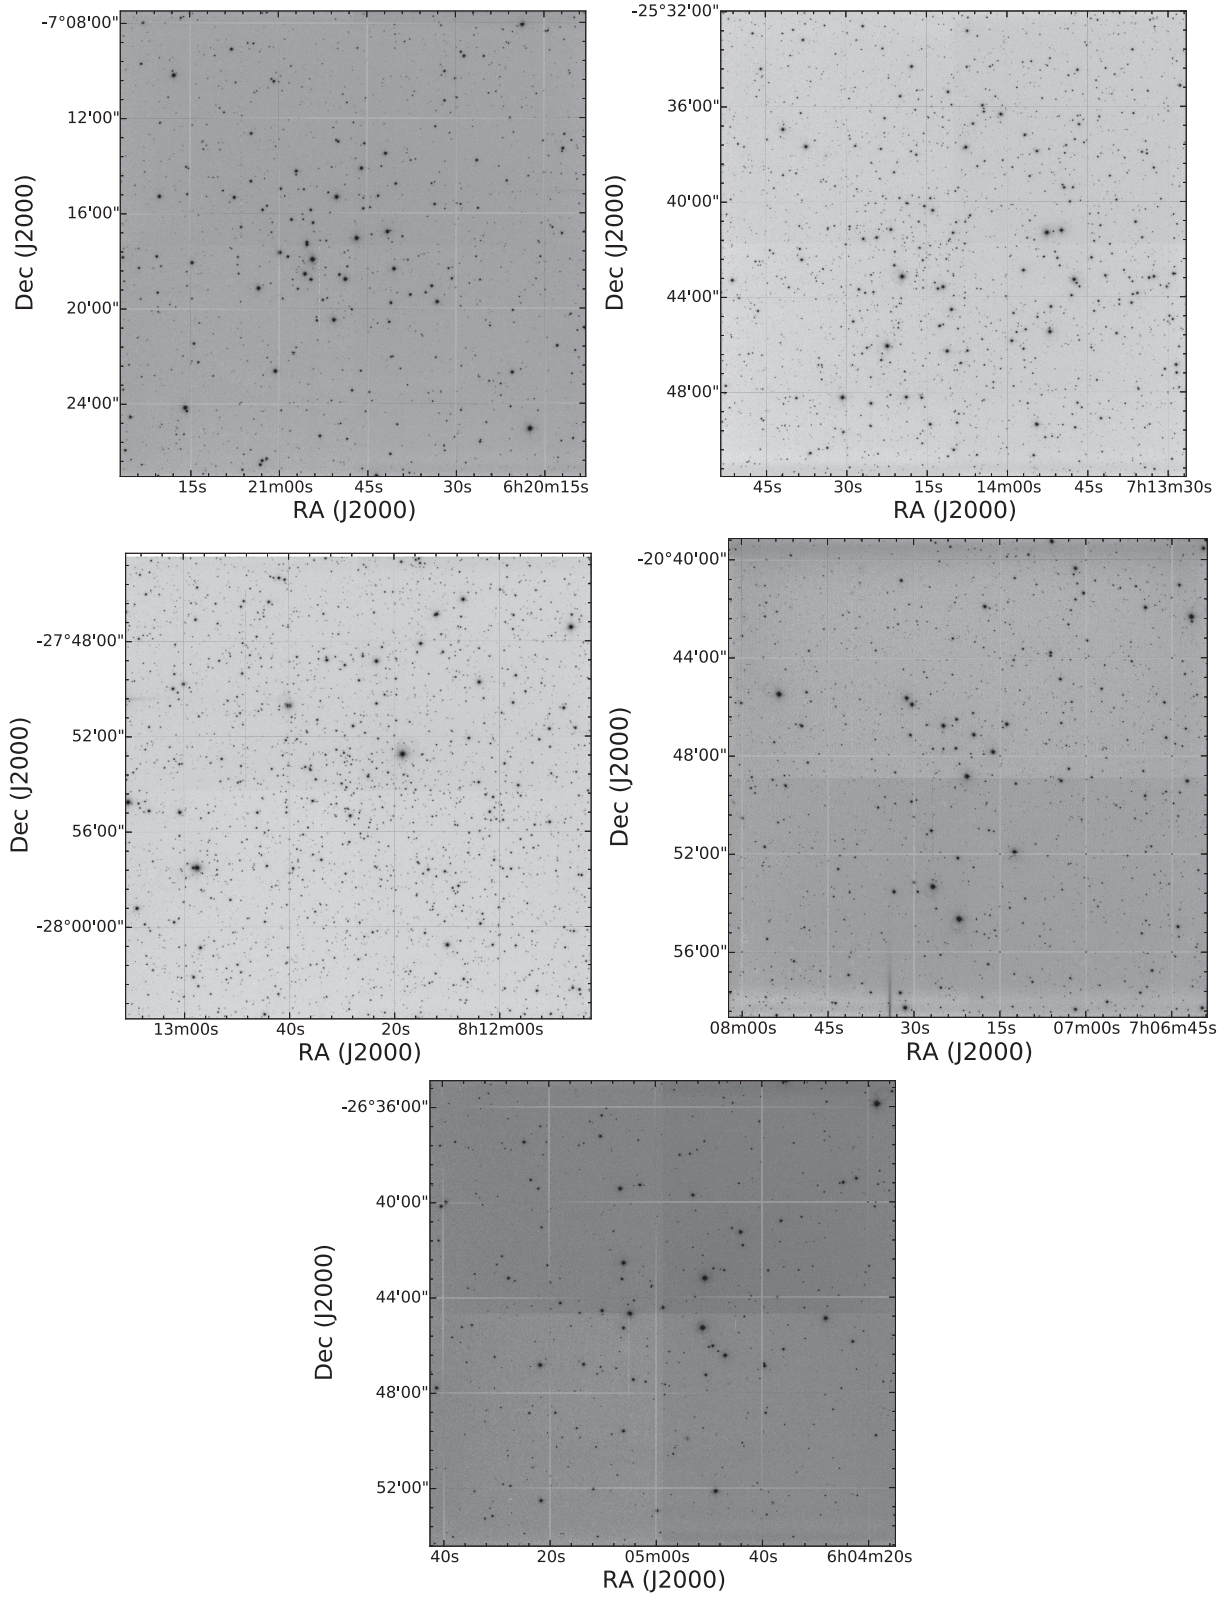 -7°08'00"
12'00"
16'00"
20'00"
24'00"
Dec (J2000)
15s 21m00s 45s 30s 6h20m15s
RA (J2000)
-25°32'00"
36'00"
40'00"
44'00"
48'00"
Dec (J2000)
45s 30s 15s 14m00s 45s 7h13m30s
RA (J2000)
-27°48'00"
52'00"
56'00"
-28°00'00"
Dec (J2000)
13m00s 40s 20s 8h12m00s
RA (J2000)
-20°40'00"
44'00"
48'00"
52'00"
56'00"
Dec (J2000)
08m00s 45s 30s 15s 07m00s 7h06m45s
RA (J2000)
-26°36'00"
40'00"
44'00"
48'00"
52'00"
Dec (J2000)
40s 20s 05m00s 40s 6h04m20s
RA (J2000)